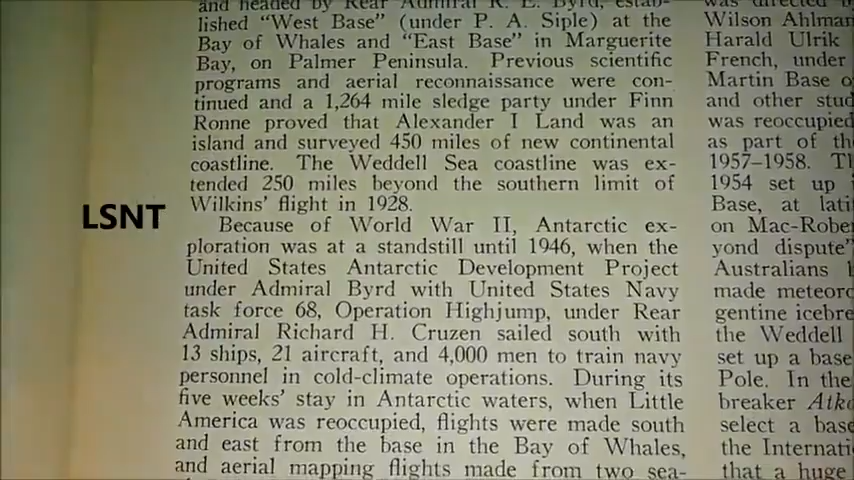 and headed by Rear Admiral R. E. Byrd, estab-
lished “West Base” (under P. A. Siple) at the
Bay of Whales and “East Base” in Marguerite
Bay, on Palmer Peninsula. Previous scientific
programs and aerial reconnaissance were con-
tinued and a 1,264 mile sledge party under Finn
Ronne proved that Alexander I Land was an
island and surveyed 450 miles of new continental
coastline. The Weddell Sea coastline was ex-
tended 250 miles beyond the southern limit of
Wilkins’ flight in 1928.
Because of World War II, Antarctic ex-
ploration was at a standstill until 1946, when the
United States Antarctic Development Project
under Admiral Byrd with United States Navy
task force 68, Operation Highjump, under Rear
Admiral Richard H. Cruzen sailed south with
13 ships, 21 aircraft, and 4,000 men to train navy
personnel in cold-climate operations. During its
five weeks’ stay in Antarctic waters, when Little
America was reoccupied, flights were made south
and east from the base in the Bay of Whales,
and aerial mapping flights made from two sea-
LSNT
was directed
Wilson
Harald Ulrik
French, under
Martin Base
and other
was reoccupied
as part of
1957–1958.
1954 set up
Base, at
on
yond dispute”
Australians
made
gentine
the Weddell
set up a base
Pole. In the
breaker
select a
the
that a huge